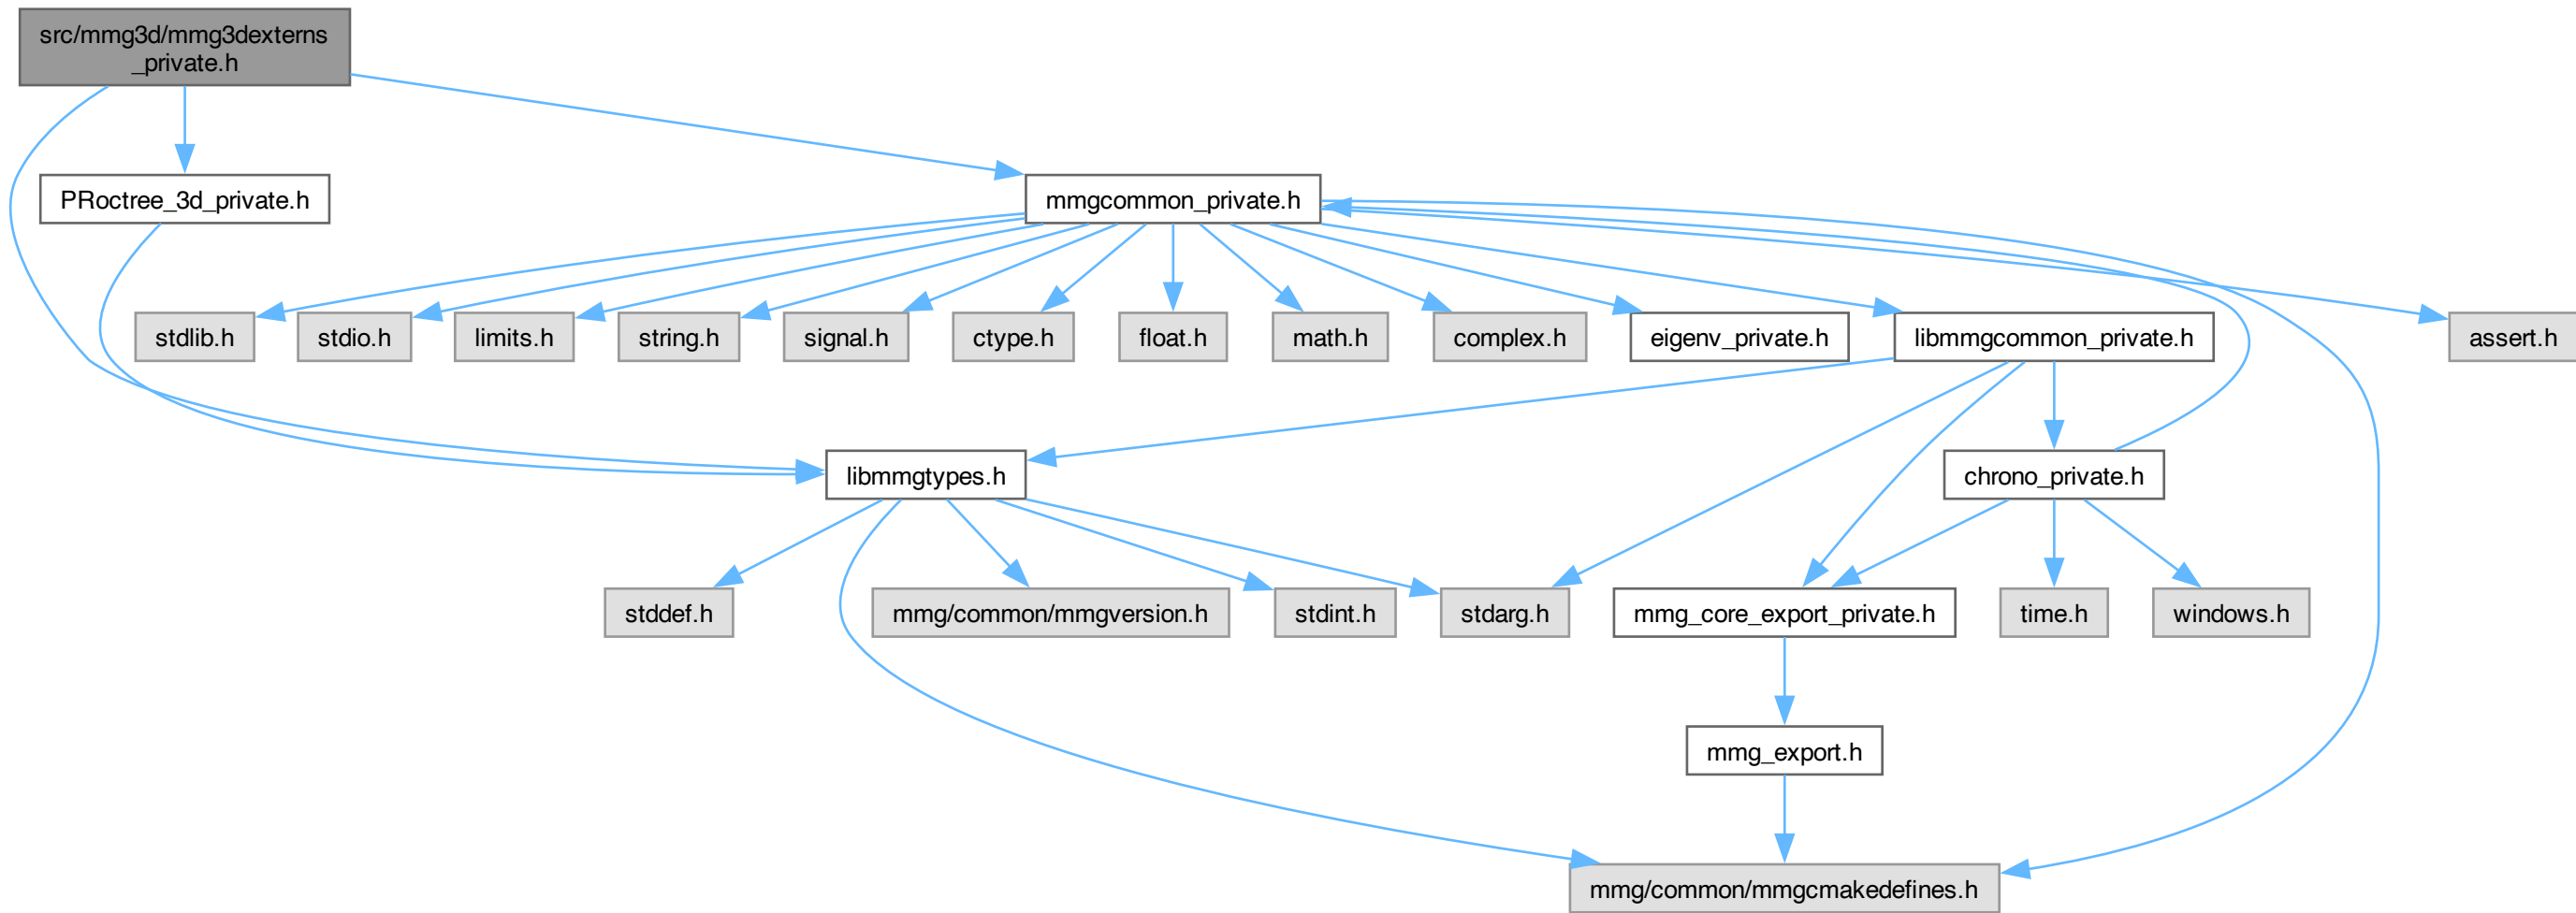 src/mmg3d/mmg3dexterns
_private.h
PRoctree_3d_private.h
mmgcommon_private.h
stdlib.h
stdio.h
limits.h
string.h
signal.h
ctype.h
float.h
math.h
complex.h
eigenv_private.h
libmmgcommon_private.h
assert.h
libmmgtypes.h
chrono_private.h
stddef.h
mmg/common/mmgversion.h
stdint.h
stdarg.h
mmg_core_export_private.h
time.h
windows.h
mmg_export.h
mmg/common/mmgcmakedefines.h